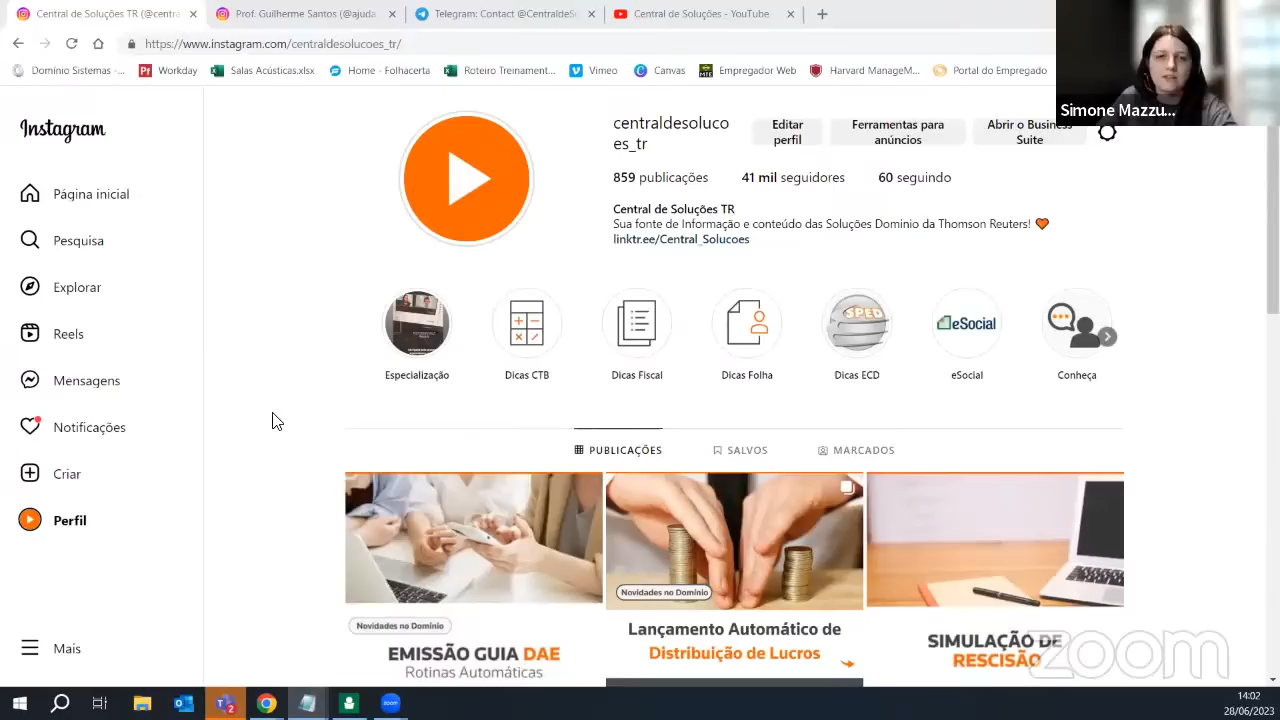 Central de Soluções TR (@centra
Prof. Guilherme Santos (@ajuda
Telegram: Contact @CentraldeS
Central de Soluções - YouTube
https://www.instagram.com/centraldesolucoes_tr/
Domínio Sistemas -...
Workday
Salas Acústicas.xlsx
Home - Folhacerta
Roteiro Treinament...
Vimeo
Canvas
Empregador Web
Harvard ManageM...
Portal do Empregado
Simone Mazzu...
Instagram
Página inicial
Pesquisa
Explorar
Reels
Mensagens
Notificações
Criar
Perfil
Mais
centraldesoluco
es_tr
Editar
perfil
Ferramentas para
anúncios
Abrir o Business
Suite
859 publicações
41 mil seguidores
60 seguindo
Central de Soluções TR
Sua fonte de Informação e conteúdo das Soluções Domínio da Thomson Reuters!
linktr.ee/Central_Solucoes
SPED
eSocial
Especialização
Dicas CTB
Dicas Fiscal
Dicas Folha
Dicas ECD
eSocial
Conheça
PUBLICAÇÕES
SALVOS
MARCADOS
Novidades no Domínio
EMISSÃO GUIA DAE
Rotinas Automáticas
Novidades no Domínio
Lançamento Automático de
Distribuição de Lucros
SIMULAÇÃO DE
RESCISÃO
zoom
14:02
28/06/2023